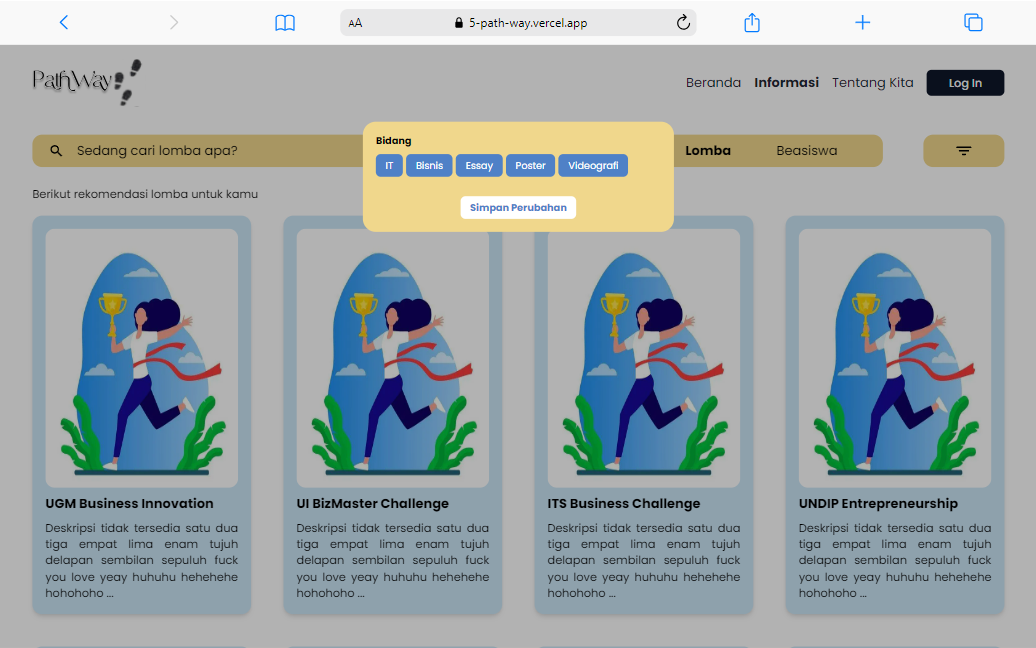 AA 5-path-way.vercel.app
PathWay
Beranda Informasi Tentang Kita Log In
Sedang cari lomba apa? Lomba Beasiswa
Bidang
IT Bisnis Essay Poster Videografi
Simpan Perubahan
Berikut rekomendasi lomba untuk kamu
UGM Business Innovation
Deskripsi tidak tersedia satu dua
tiga empat lima enam tujuh
delapan sembilan sepuluh fuck
you love yeay huhuhu hehehehe
hohohoho ...
UI BizMaster Challenge
Deskripsi tidak tersedia satu dua
tiga empat lima enam tujuh
delapan sembilan sepuluh fuck
you love yeay huhuhu hehehehe
hohohoho ...
ITS Business Challenge
Deskripsi tidak tersedia satu dua
tiga empat lima enam tujuh
delapan sembilan sepuluh fuck
you love yeay huhuhu hehehehe
hohohoho ...
UNDIP Entrepreneurship
Deskripsi tidak tersedia satu dua
tiga empat lima enam tujuh
delapan sembilan sepuluh fuck
you love yeay huhuhu hehehehe
hohohoho ...